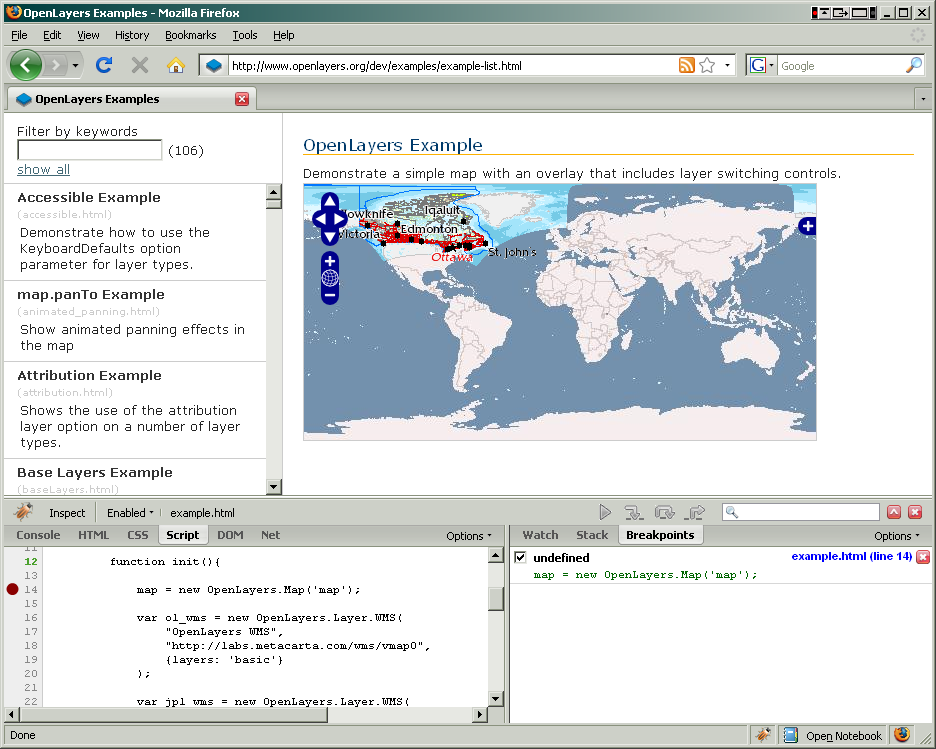 OpenLayers Examples - Mozilla Firefox
File Edit View History Bookmarks Tools Help
http://www.openlayers.org/dev/examples/example-list.html
G Google
OpenLayers Examples
Filter by keywords
(106)
show all
Accessible Example
(accessible.html)
Demonstrate how to use the
KeyboardDefaults option
parameter for layer types.
map.panTo Example
(animated_panning.html)
Show animated panning effects in
the map
Attribution Example
(attribution.html)
Shows the use of the attribution
layer option on a number of layer
types.
Base Layers Example
(baseLayers.html)
OpenLayers Example
Demonstrate a simple map with an overlay that includes layer switching controls.
Iqaluit
Edmonton
Victoria
St. John's
Ottawa
Inspect Enabled example.html
Console HTML CSS Script DOM Net Options
11
12 function init(){
13
14 map = new OpenLayers.Map('map');
15
16 var ol_wms = new OpenLayers.Layer.WMS(
17 "OpenLayers WMS",
18 "http://labs.metacarta.com/wms/vmap0",
19 {layers: 'basic'}
20 );
21
22 var jpl_wms = new OpenLayers.Layer.WMS(
Watch Stack Breakpoints Options
undefined example.html (line 14)
map = new OpenLayers.Map('map');
Done
Open Notebook